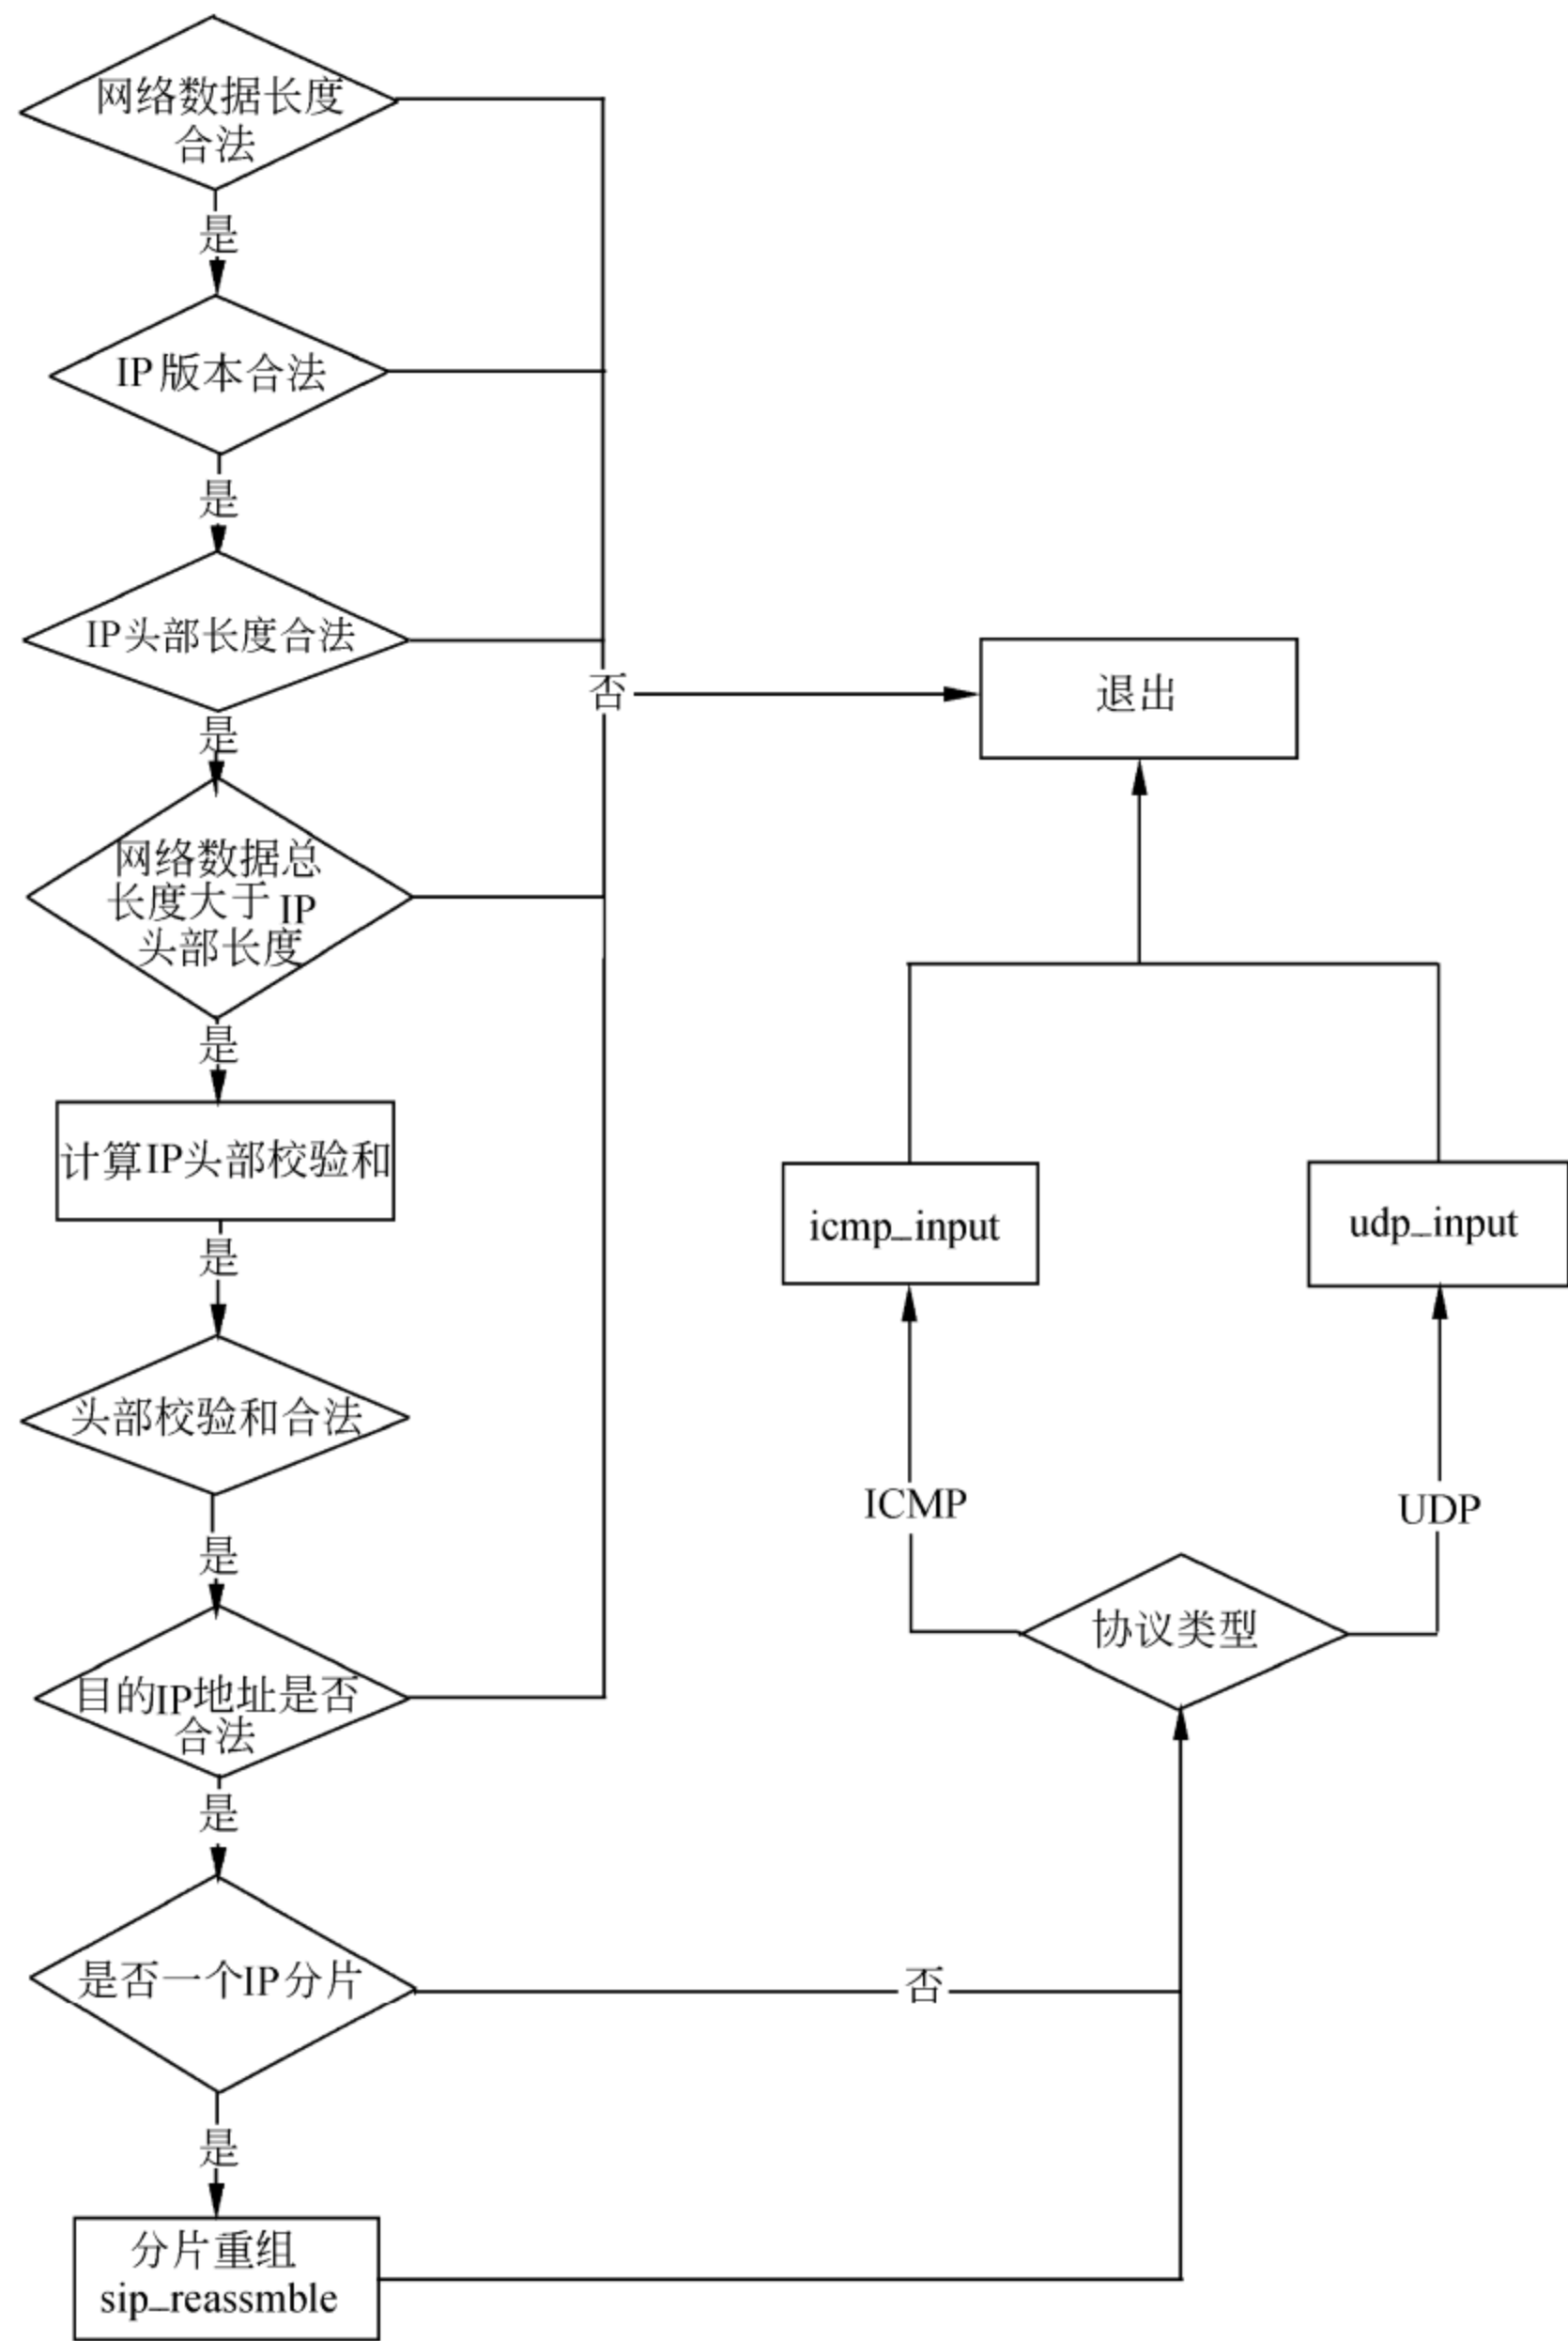 网络数据长度
合法
是
IP版本合法
是
IP头部长度合法
否
退出
是
网络数据总
长度大于IP
头部长度
是
计算IP头部校验和
icmp_input
udp_input
是
头部校验和合法
ICMP
UDP
是
协议类型
目的IP地址是否
合法
是
是否一个IP分片
否
是
分片重组
sip_reassmble